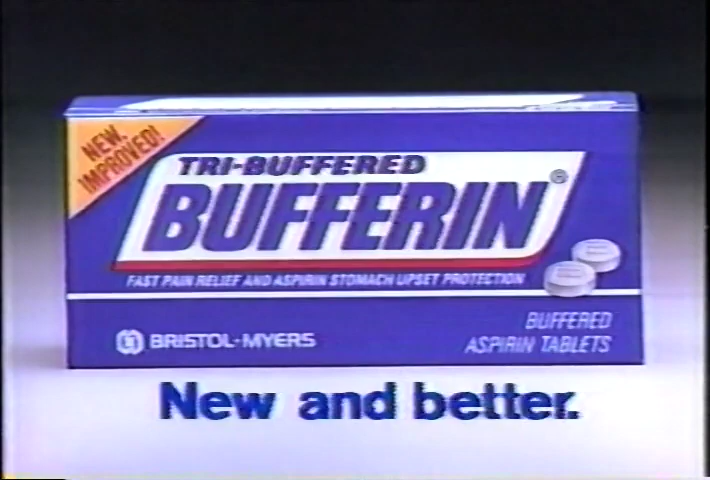 NEW,
IMPROVED!
TRI-BUFFERED
BUFFERIN®
FAST PAIN RELIEF AND ASPIRIN STOMACH UPSET PROTECTION
BUFFERED
ASPIRIN TABLETS
BRISTOL-MYERS
New and better.